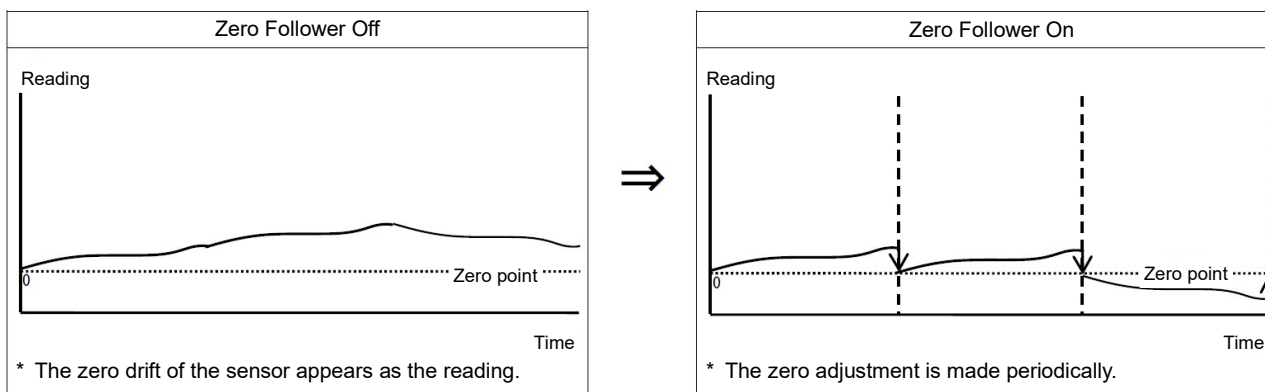 Zero Follower Off
Reading
0
Zero point
Time
* The zero drift of the sensor appears as the reading.
⇒
Zero Follower On
Reading
0
Zero point
Time
* The zero adjustment is made periodically.